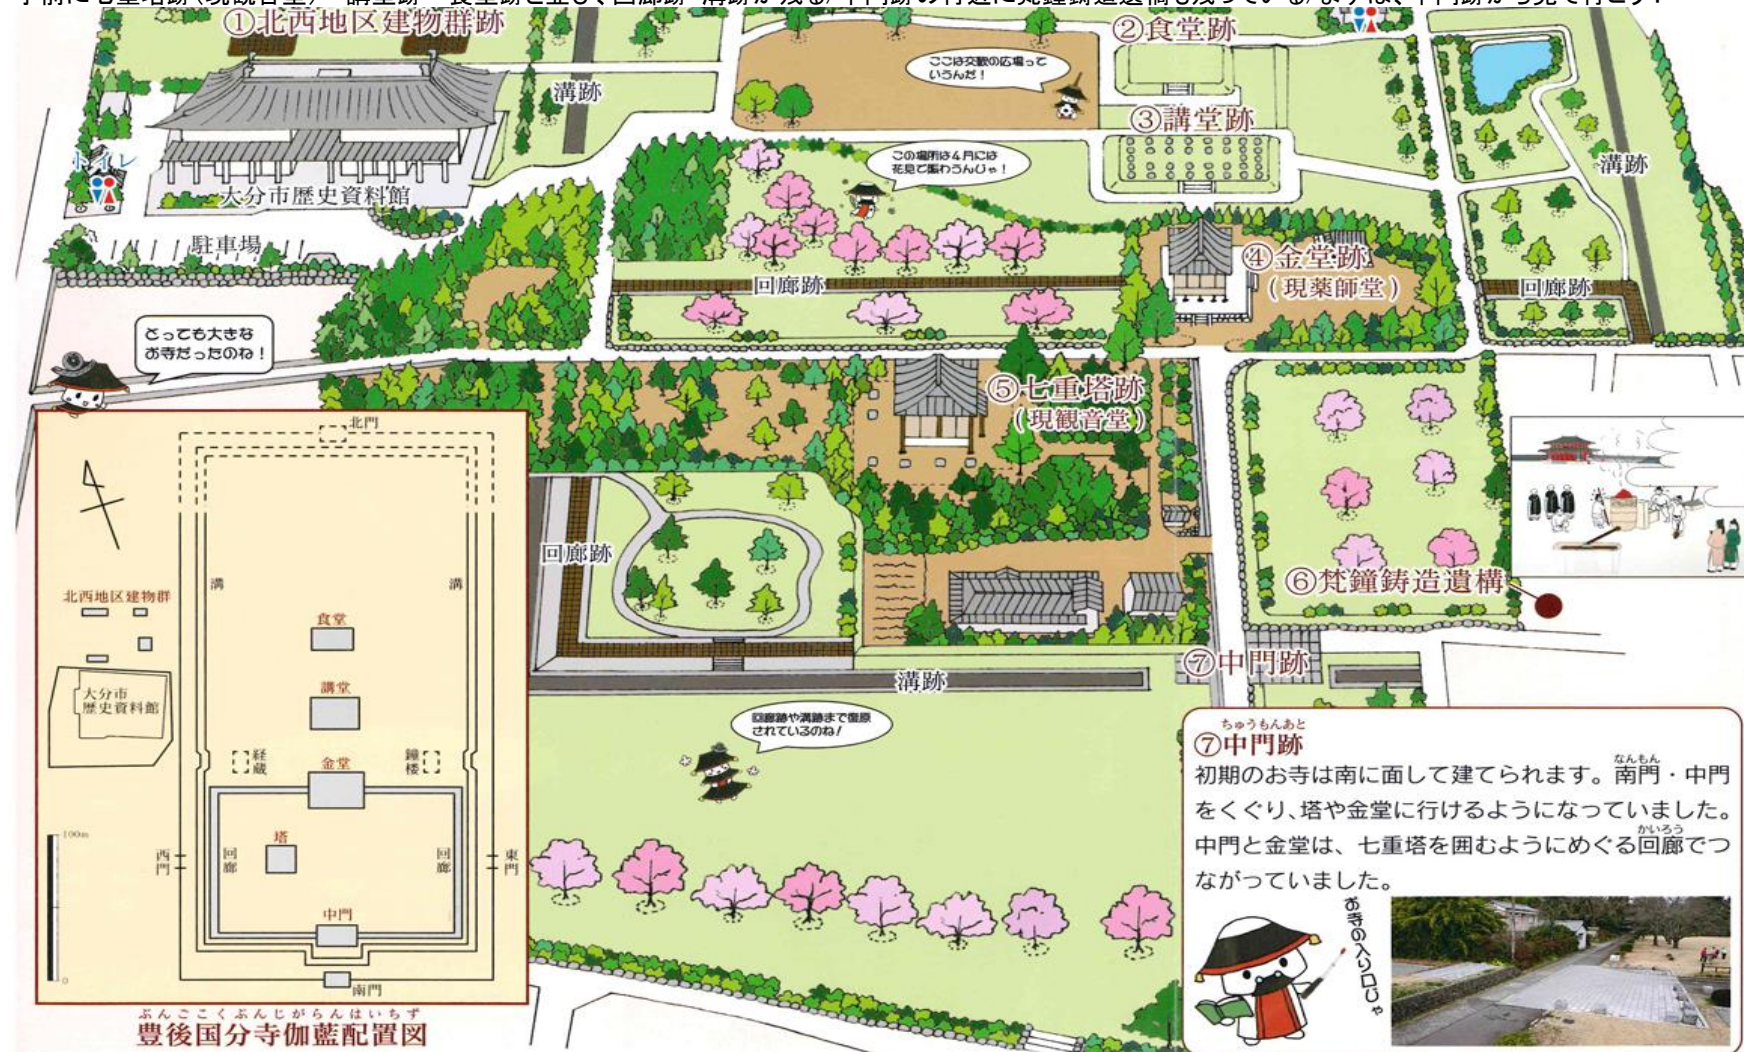 ①北西地区建物群跡
②食堂跡
ここは交歓の広場って
いうんだ！
溝跡
③講堂跡
この場所は4月には
花見で賑わうんじゃ！
トイレ
大分市歴史資料館
溝跡
駐車場
④金堂跡
(現薬師堂)
回廊跡
回廊跡
とっても大きな
お寺だったのね！
⑤七重塔跡
(現観音堂)
回廊跡
⑥梵鐘鋳造遺構
⑦中門跡
溝跡
回廊跡や溝跡まで復原
されているのね！
北門
溝
溝
北西地区建物群
食堂
大分市
歴史資料館
講堂
経蔵
鐘楼
金堂
塔
100m
西門
回廊
回廊
東門
中門
0
南門
ぶんごこくぶんじがらんはいちず
豊後国分寺伽藍配置図
ちゅうもんあと
⑦中門跡
なんもん
初期のお寺は南に面して建てられます。南門・中門
をくぐり、塔や金堂に行けるようになっていました。
かいろう
中門と金堂は、七重塔を囲むようにめぐる回廊でつ
ながっていました。
お寺の入り口じゃ